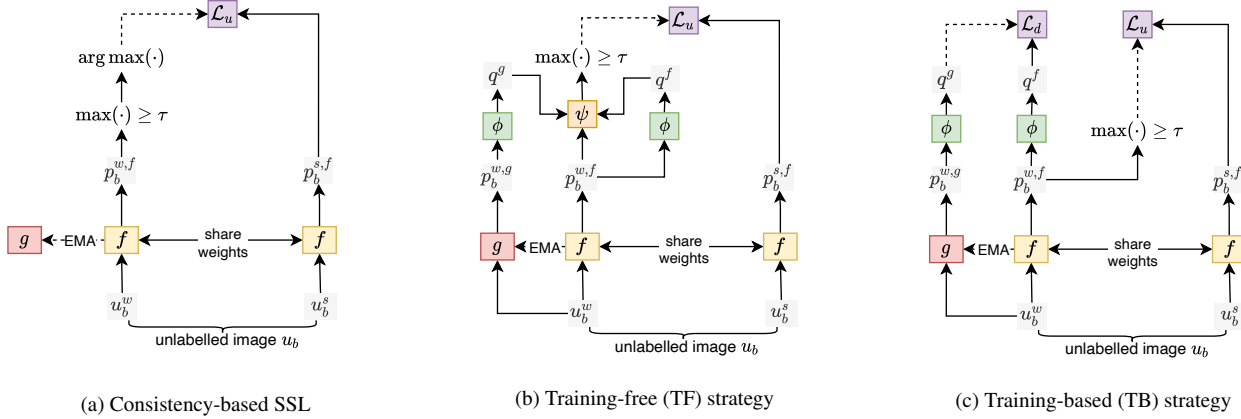 𝓛_u
arg max(·)
max(·) ≥ τ
p_b^{w,f}
p_b^{s,f}
g
EMA
f
share
weights
f
u_b^w
u_b^s
unlabelled image u_b
(a) Consistency-based SSL
𝓛_u
max(·) ≥ τ
q^g
q^f
ψ
ϕ
ϕ
p_b^{w,g}
p_b^{w,f}
p_b^{s,f}
g
EMA
f
share
weights
f
u_b^w
u_b^s
unlabelled image u_b
(b) Training-free (TF) strategy
𝓛_d
𝓛_u
q^g
q^f
ϕ
ϕ
max(·) ≥ τ
p_b^{w,g}
p_b^{w,f}
p_b^{s,f}
g
EMA
f
share
weights
f
u_b^w
u_b^s
unlabelled image u_b
(c) Training-based (TB) strategy